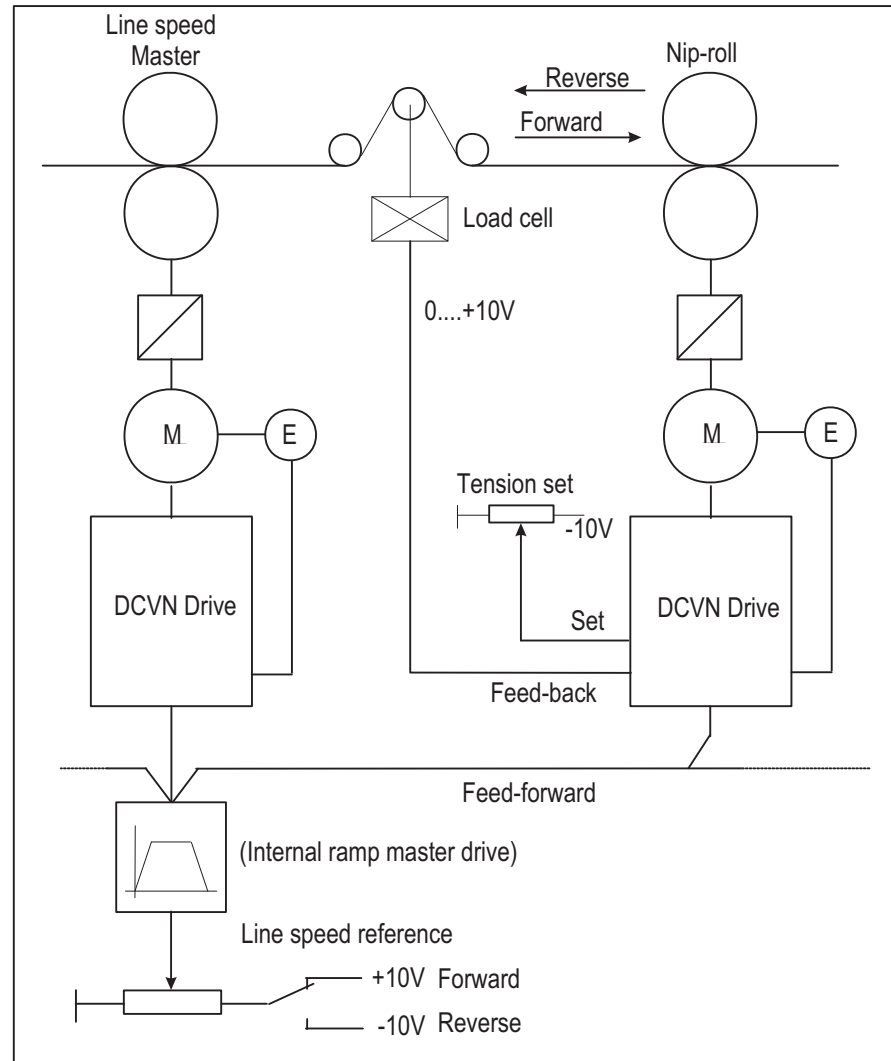 Line speed
Master
Nip-roll
Reverse
Forward
Load cell
0....+10V
M
E
M
E
Tension set
-10V
DCVN Drive
Set
DCVN Drive
Feed-back
Feed-forward
(Internal ramp master drive)
Line speed reference
+10V Forward
-10V Reverse